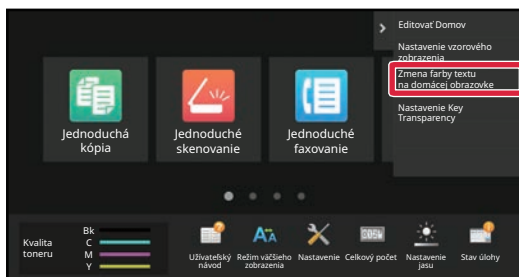 Editovať Domov
Nastavenie vzorového
zobrazenia
Zmena farby textu
na domácej obrazovke
Nastavenie Key
Transparency
Jednoduchá
kópia
Jednoduché
skenovanie
Jednoduché
faxovanie
Kvalita
toneru
Bk
C
M
Y
Užívateľský
návod
Režim väčšieho
zobrazenia
Nastavenie
Celkový počet
Nastavenie
jasu
Stav úlohy